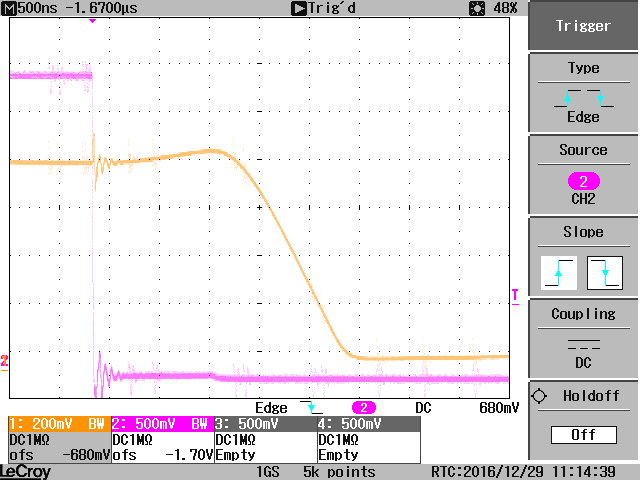 M 500ns -1.6700μs Trig'd 48%
Trigger
Type
Edge
Source
2
CH2
Slope
T
Coupling
2
DC
Holdoff
Edge 2 DC 680mV
Off
1: 200mV BW 2: 500mV BW 3: 500mV 4: 500mV
DC1MΩ DC1MΩ DC1MΩ DC1MΩ
ofs -680mV ofs -1.70V Empty Empty
LeCroy 1GS 5k points RTC:2016/12/29 11:14:39